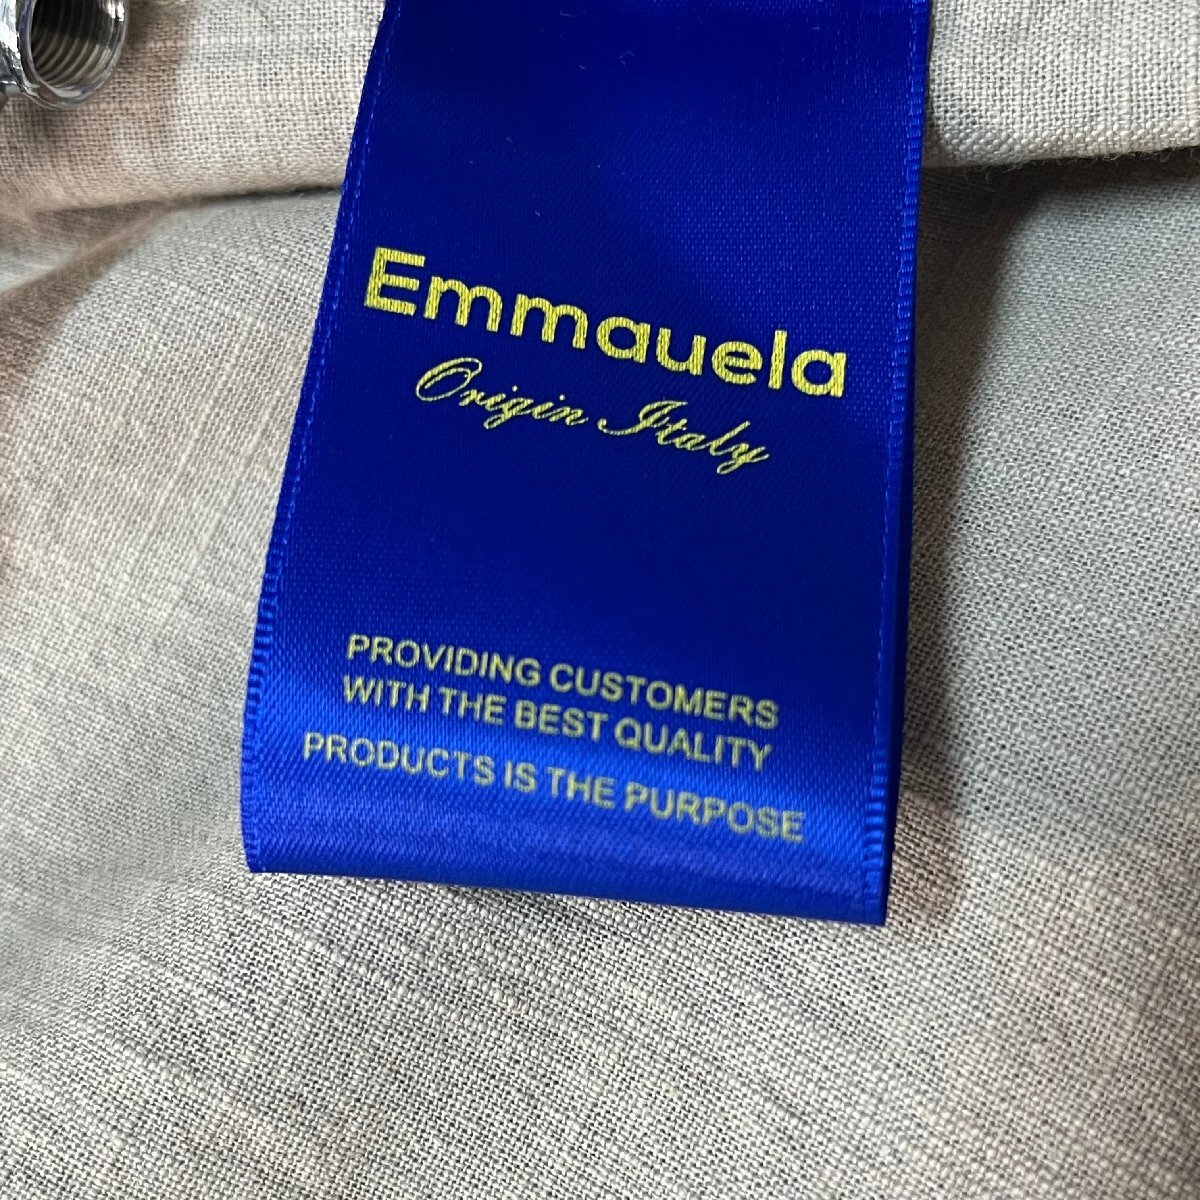 Emmauela
Origin Italy
PROVIDING CUSTOMERS
WITH THE BEST QUALITY
PRODUCTS IS THE PURPOSE